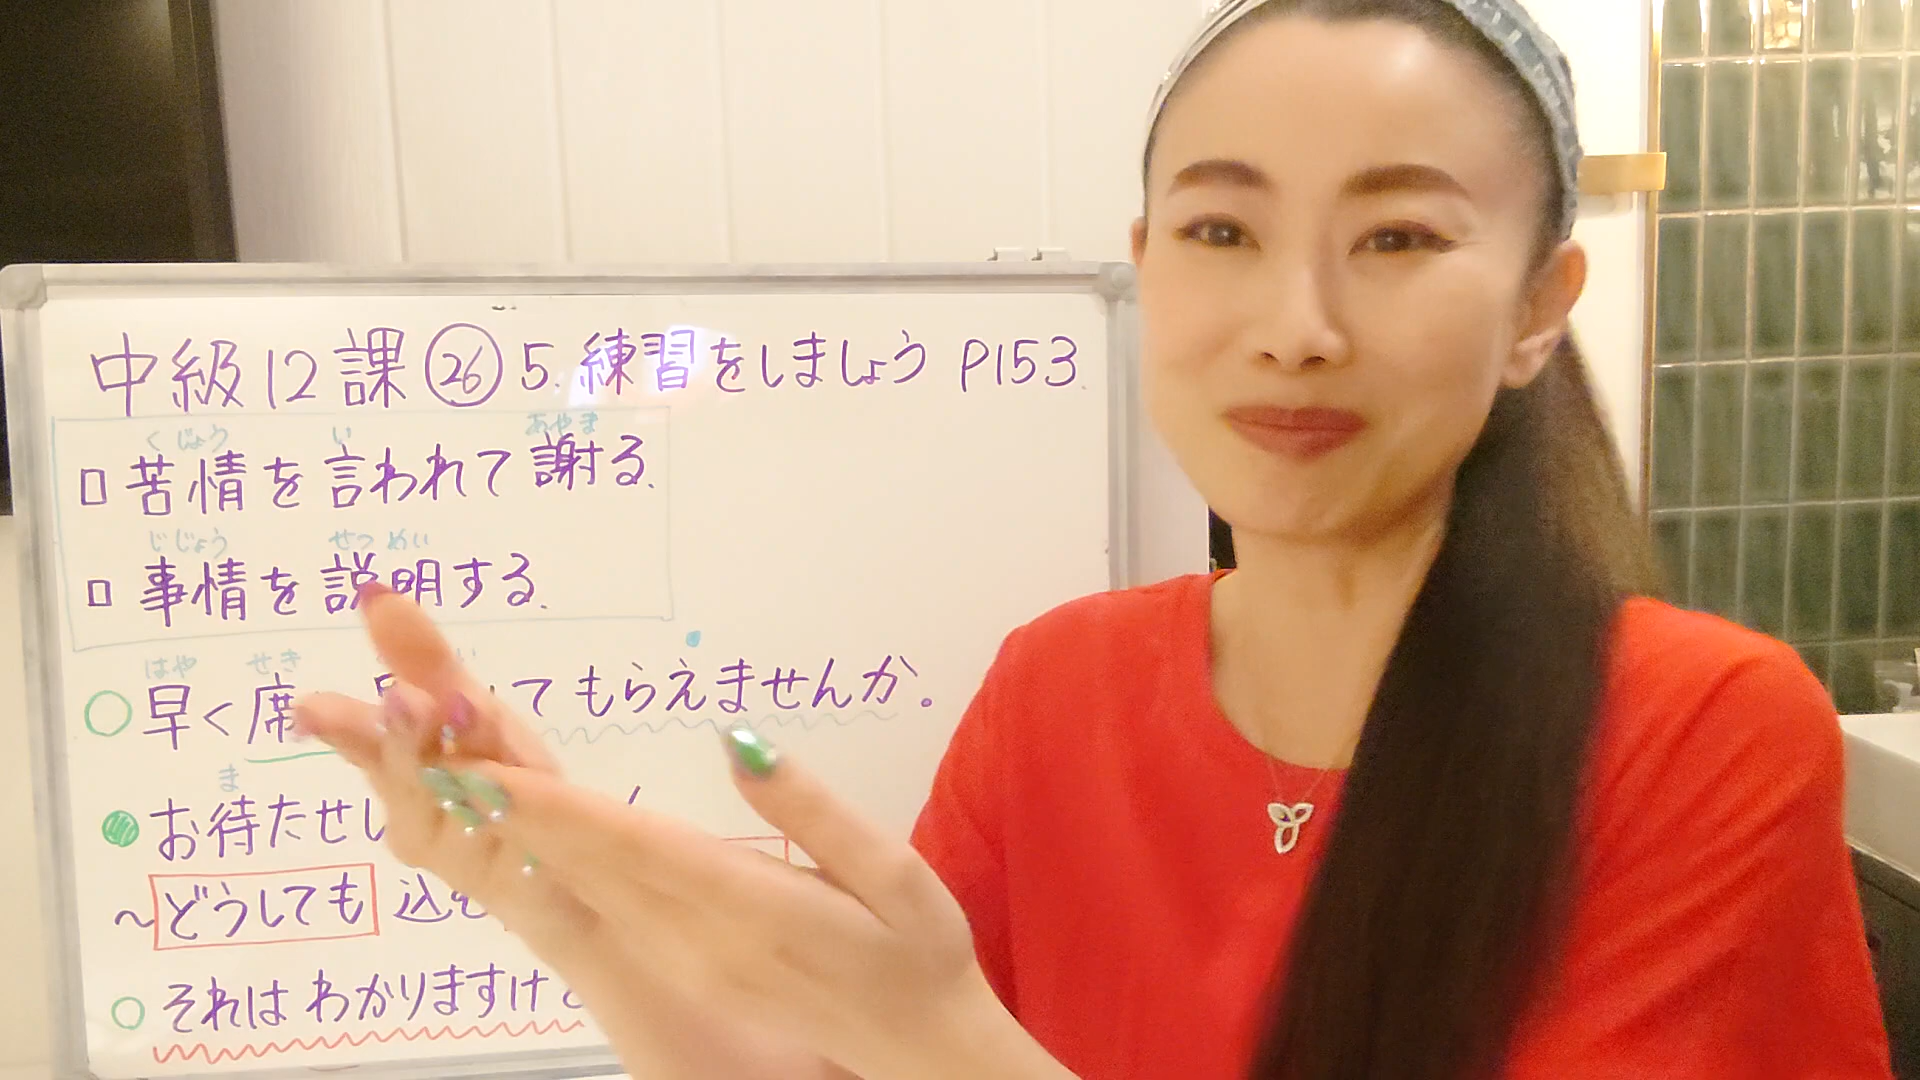 中級12課㉖ 5.練習をしましょう P153.
くじょう い あやま
□ 苦情を言われて謝る.
じじょう せつめい
□ 事情を説明する.
はや せき
○ 早く席 てもらえませんか。
ま
● お待たせし
～どうしても 込
○ それはわかりますけど